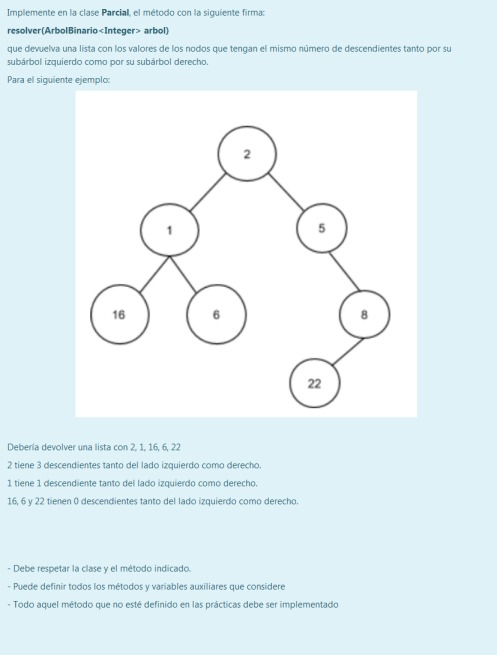 Implemente en la clase Parcial, el método con la siguiente firma:
resolver(ArbolBinario<Integer> arbol)
que devuelva una lista con los valores de los nodos que tengan el mismo número de descendientes tanto por su
subárbol izquierdo como por su subárbol derecho.
Para el siguiente ejemplo:
2
1
5
16
6
8
22
Debería devolver una lista con 2, 1, 16, 6, 22
2 tiene 3 descendientes tanto del lado izquierdo como derecho.
1 tiene 1 descendiente tanto del lado izquierdo como derecho.
16, 6 y 22 tienen 0 descendientes tanto del lado izquierdo como derecho.
- Debe respetar la clase y el método indicado.
- Puede definir todos los métodos y variables auxiliares que considere
- Todo aquel método que no esté definido en las prácticas debe ser implementado